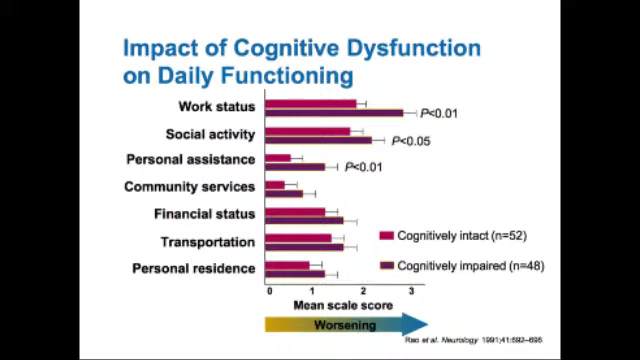 Impact of Cognitive Dysfunction
on Daily Functioning
Work status
P<0.01
Social activity
P<0.05
Personal assistance
P<0.01
Community services
Financial status
Transportation
Cognitively intact (n=52)
Personal residence
Cognitively impaired (n=48)
0 1 2 3
Mean scale score
Worsening
Rao et al. Neurology 1991;41:692–696